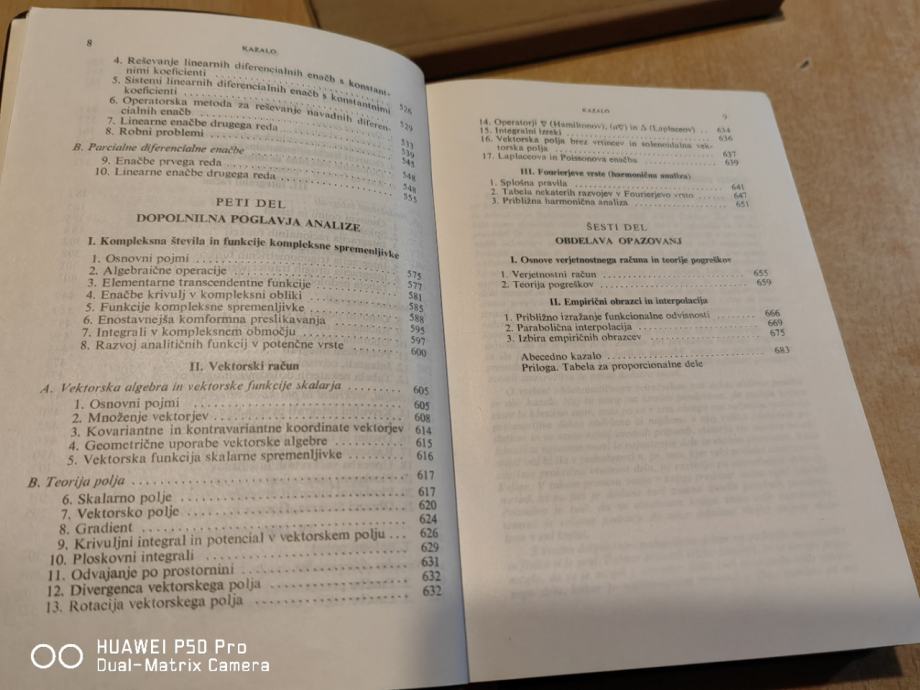 8
KAZALO
4. Reševanje linearnih diferencialnih enačb s konstant-
nimi koeficienti . . . . . . . . . . 526
5. Sistemi linearnih diferencialnih enačb s konstantnimi
koeficienti . . . . . . . . . . 529
6. Operatorska metoda za reševanje navadnih diferen-
cialnih enačb . . . . . . . . . . 533
7. Linearne enačbe drugega reda . . . . . . . . . . 539
8. Robni problemi . . . . . . . . . . 545
B. Parcialne diferencialne enačbe . . . . . . . . . . 548
9. Enačbe prvega reda . . . . . . . . . . 548
10. Linearne enačbe drugega reda . . . . . . . . . . 555
PETI DEL
DOPOLNILNA POGLAVJA ANALIZE
I. Kompleksna števila in funkcije kompleksne spremenljivke
1. Osnovni pojmi . . . . . . . . . . 575
2. Algebraične operacije . . . . . . . . . . 577
3. Elementarne transcendentne funkcije . . . . . . . . . . 581
4. Enačbe krivulj v kompleksni obliki . . . . . . . . . . 585
5. Funkcije kompleksne spremenljivke . . . . . . . . . . 588
6. Enostavnejša komformna preslikavanja . . . . . . . . . . 595
7. Integrali v kompleksnem območju . . . . . . . . . . 597
8. Razvoj analitičnih funkcij v potenčne vrste . . . . . . . . . . 600
II. Vektorski račun
A. Vektorska algebra in vektorske funkcije skalarja . . . . . . . . . . 605
1. Osnovni pojmi . . . . . . . . . . 605
2. Množenje vektorjev . . . . . . . . . . 608
3. Kovariantne in kontravariantne koordinate vektorjev 614
4. Geometrične uporabe vektorske algebre . . . . . . . . . . 615
5. Vektorska funkcija skalarne spremenljivke . . . . . . . . . . 616
B. Teorija polja . . . . . . . . . . 617
6. Skalarno polje . . . . . . . . . . 617
7. Vektorsko polje . . . . . . . . . . 620
8. Gradient . . . . . . . . . . 624
9. Krivuljni integral in potencial v vektorskem polju . . . 626
10. Ploskovni integrali . . . . . . . . . . 629
11. Odvajanje po prostornini . . . . . . . . . . 631
12. Divergenca vektorskega polja . . . . . . . . . . 632
13. Rotacija vektorskega polja . . . . . . . . . . 632
KAZALO
9
14. Operatorji ∇ (Hamiltonov), (a∇) in Δ (Laplaceov) . . 634
15. Integralni izreki . . . . . . . . . . 636
16. Vektorska polja brez vrtincev in solenoidalna vek-
torska polja . . . . . . . . . . 637
17. Laplaceova in Poissonova enačba . . . . . . . . . . 639
III. Fourierjeve vrste (harmonična analiza)
1. Splošna pravila . . . . . . . . . . 641
2. Tabela nekaterih razvojev v Fourierjevo vrsto . . . . 647
3. Približna harmonična analiza . . . . . . . . . . 651
ŠESTI DEL
OBDELAVA OPAZOVANJ
I. Osnove verjetnostnega računa in teorije pogreškov
1. Verjetnostni račun . . . . . . . . . . 655
2. Teorija pogreškov . . . . . . . . . . 659
II. Empirični obrazci in interpolacija
1. Približno izražanje funkcionalne odvisnosti . . . . . . 666
2. Parabolična interpolacija . . . . . . . . . . 669
3. Izbira empiričnih obrazcev . . . . . . . . . . 675
Abecedno kazalo . . . . . . . . . . 683
Priloga. Tabela za proporcionalne dele
HUAWEI P50 Pro
Dual-Matrix Camera